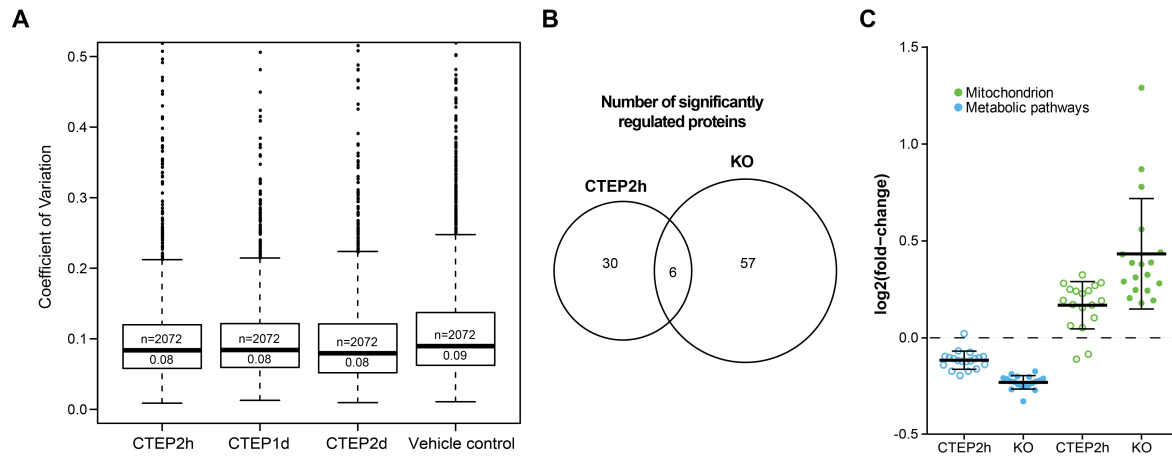 A
Coefficient of Variation
0.5
0.4
0.3
0.2
0.1
0.0
n=2072
0.08
n=2072
0.08
n=2072
0.08
n=2072
0.09
CTEP2h
CTEP1d
CTEP2d
Vehicle control
B
Number of significantly
regulated proteins
CTEP2h
KO
30
6
57
C
log2(fold−change)
1.5
1.0
0.5
0.0
-0.5
Mitochondrion
Metabolic pathways
CTEP2h
KO
CTEP2h
KO